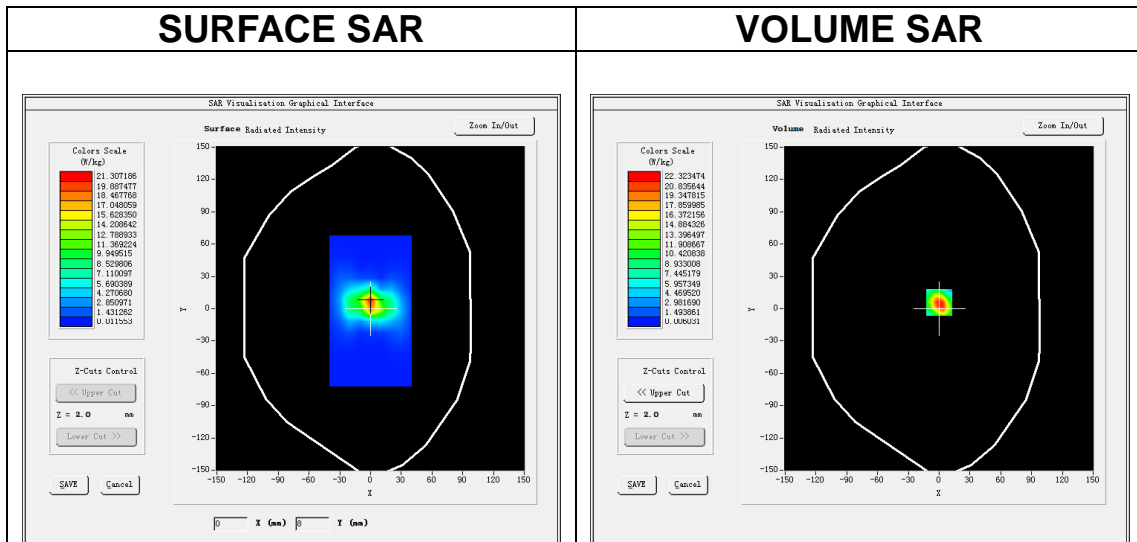 SURFACE SAR
VOLUME SAR
SAR Visualisation Graphical Interface
Surface Radiated Intensity
Zoom In/Out
Colors Scale
(W/kg)
21.307186
19.887477
18.467768
17.048059
15.628350
14.208642
12.788933
11.369224
9.949515
8.529806
7.110097
5.690389
4.270680
2.850971
1.431262
0.011553
150
120
90
60
30
0
-30
-60
-90
-120
-150
Y
-150 -120 -90 -60 -30 0 30 60 90 120 150
X
Z-Cuts Control
<< Upper Cut
Z = 2.0 mm
Lower Cut >>
SAVE Cancel
0 X (mm) 8 Y (mm)
SAR Visualisation Graphical Interface
Volume Radiated Intensity
Zoom In/Out
Colors Scale
(W/kg)
22.323474
20.835644
19.347815
17.859985
16.372156
14.884326
13.396497
11.908667
10.420838
8.933008
7.445179
5.957349
4.469520
2.981690
1.493861
0.006031
150
120
90
60
30
0
-30
-60
-90
-120
-150
Y
-150 -120 -90 -60 -30 0 30 60 90 120 150
X
Z-Cuts Control
<< Upper Cut
Z = 2.0 mm
Lower Cut >>
SAVE Cancel